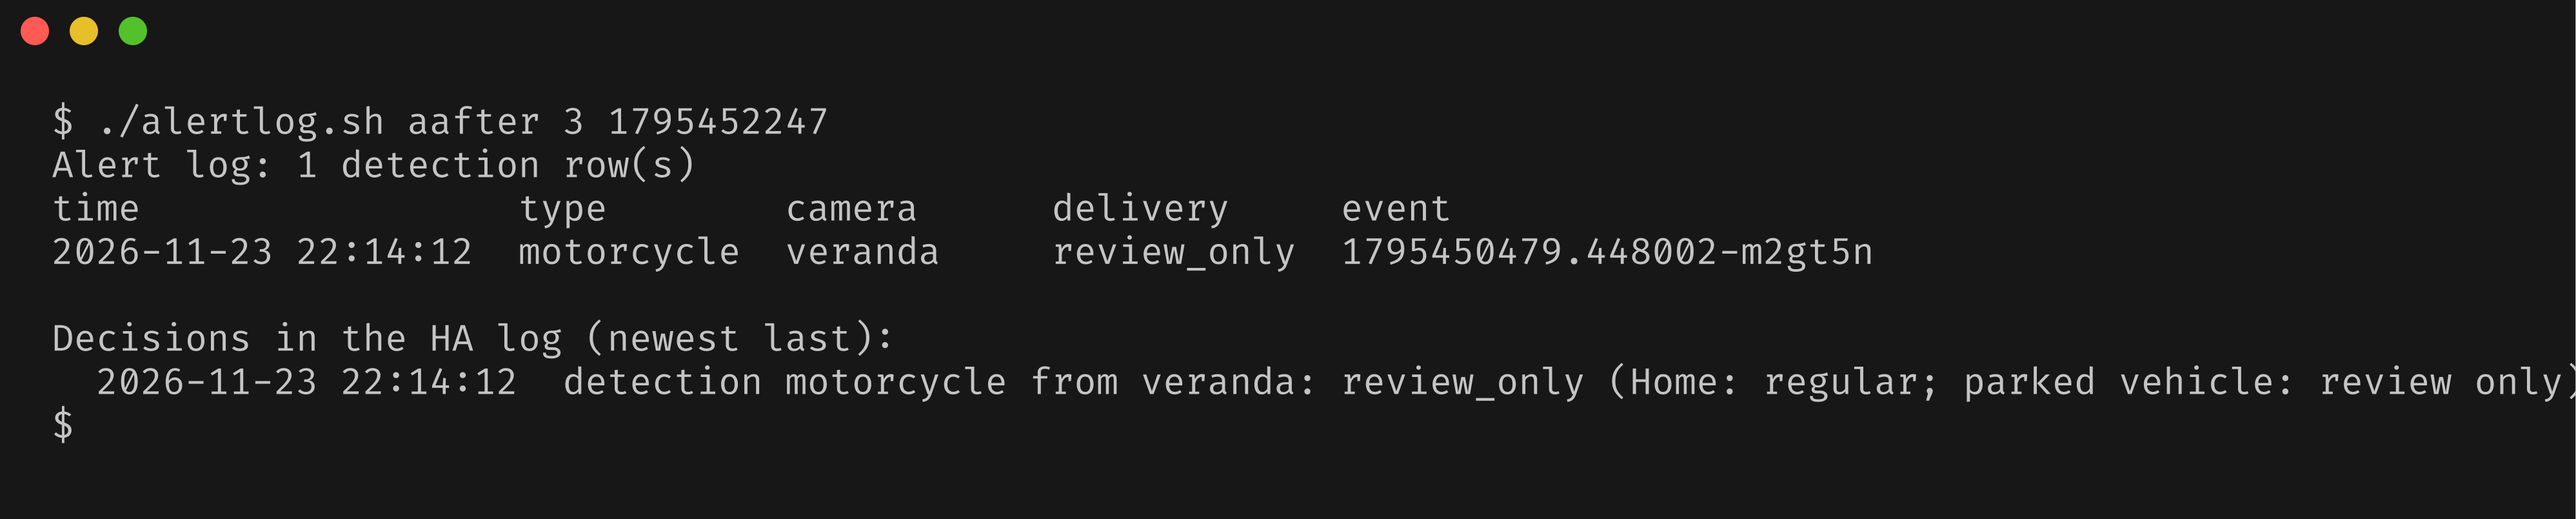 $ ./alertlog.sh aafter 3 1795452247
Alert log: 1 detection row(s)
time                 type        camera      delivery     event
2026-11-23 22:14:12  motorcycle  veranda     review_only  1795450479.448002-m2gt5n

Decisions in the HA log (newest last):
  2026-11-23 22:14:12  detection motorcycle from veranda: review_only (Home: regular; parked vehicle: review only)
$